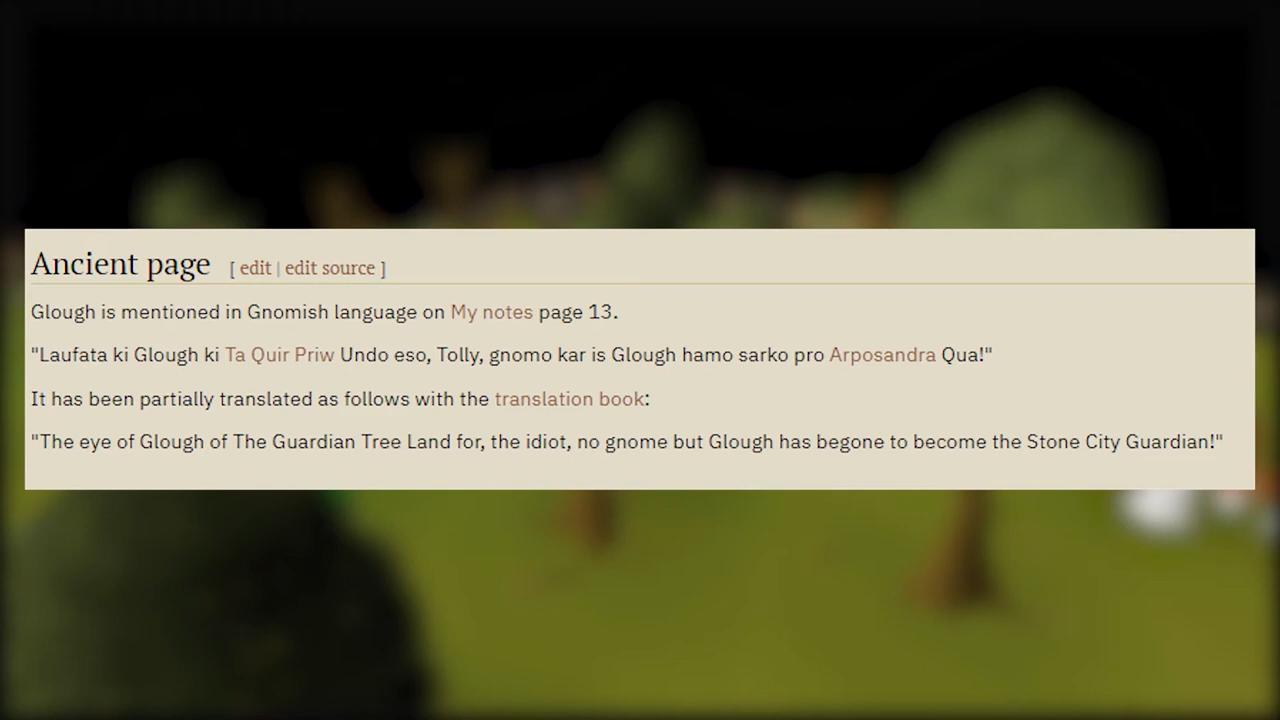 Ancient page [ edit | edit source ]
Glough is mentioned in Gnomish language on My notes page 13.
"Laufata ki Glough ki Ta Quir Priw Undo eso, Tolly, gnomo kar is Glough hamo sarko pro Arposandra Qua!"
It has been partially translated as follows with the translation book:
"The eye of Glough of The Guardian Tree Land for, the idiot, no gnome but Glough has begone to become the Stone City Guardian!"